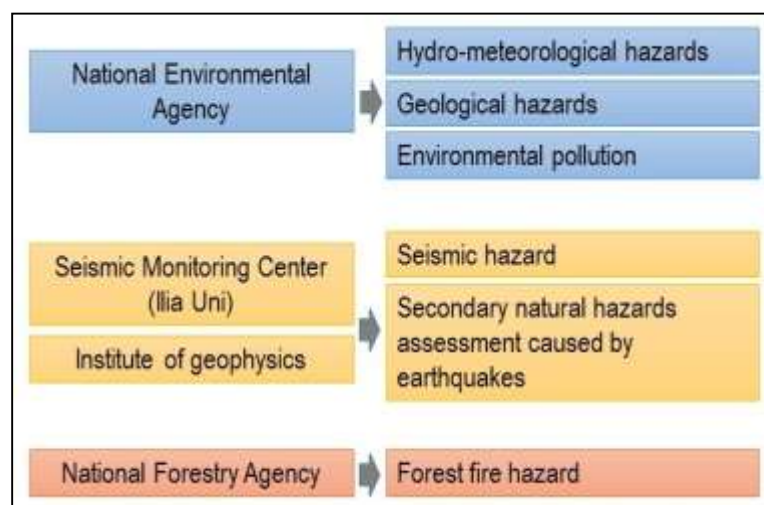 National Environmental
Agency
Hydro-meteorological hazards
Geological hazards
Environmental pollution
Seismic Monitoring Center
(Ilia Uni)
Institute of geophysics
Seismic hazard
Secondary natural hazards
assessment caused by
earthquakes
National Forestry Agency
Forest fire hazard